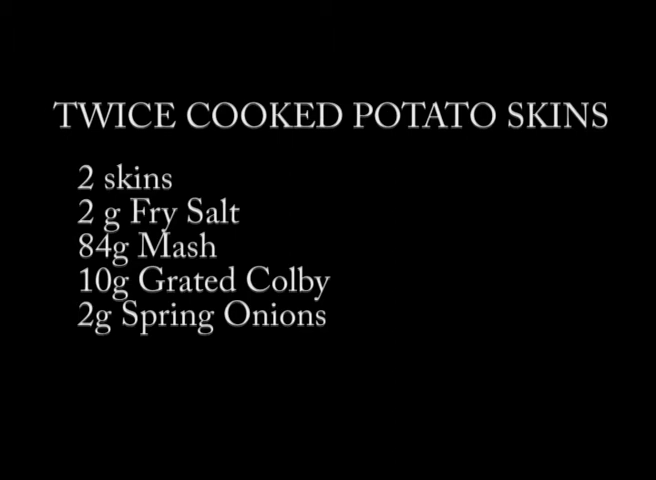 TWICE COOKED POTATO SKINS
2 skins
2 g Fry Salt
84g Mash
10g Grated Colby
2g Spring Onions